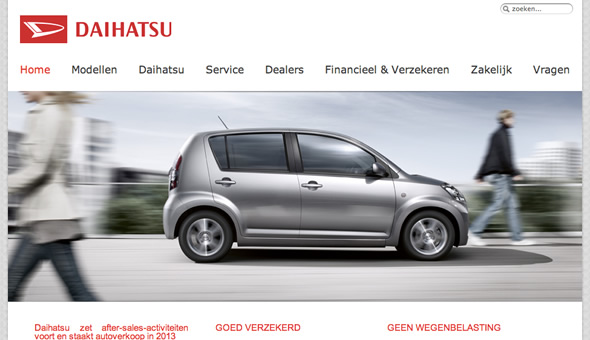 zoeken...
DAIHATSU
Home Modellen Daihatsu Service Dealers Financieel & Verzekeren Zakelijk Vragen
Daihatsu zet after-sales-activiteiten
voort en staakt autoverkoop in 2013
GOED VERZEKERD
GEEN WEGENBELASTING